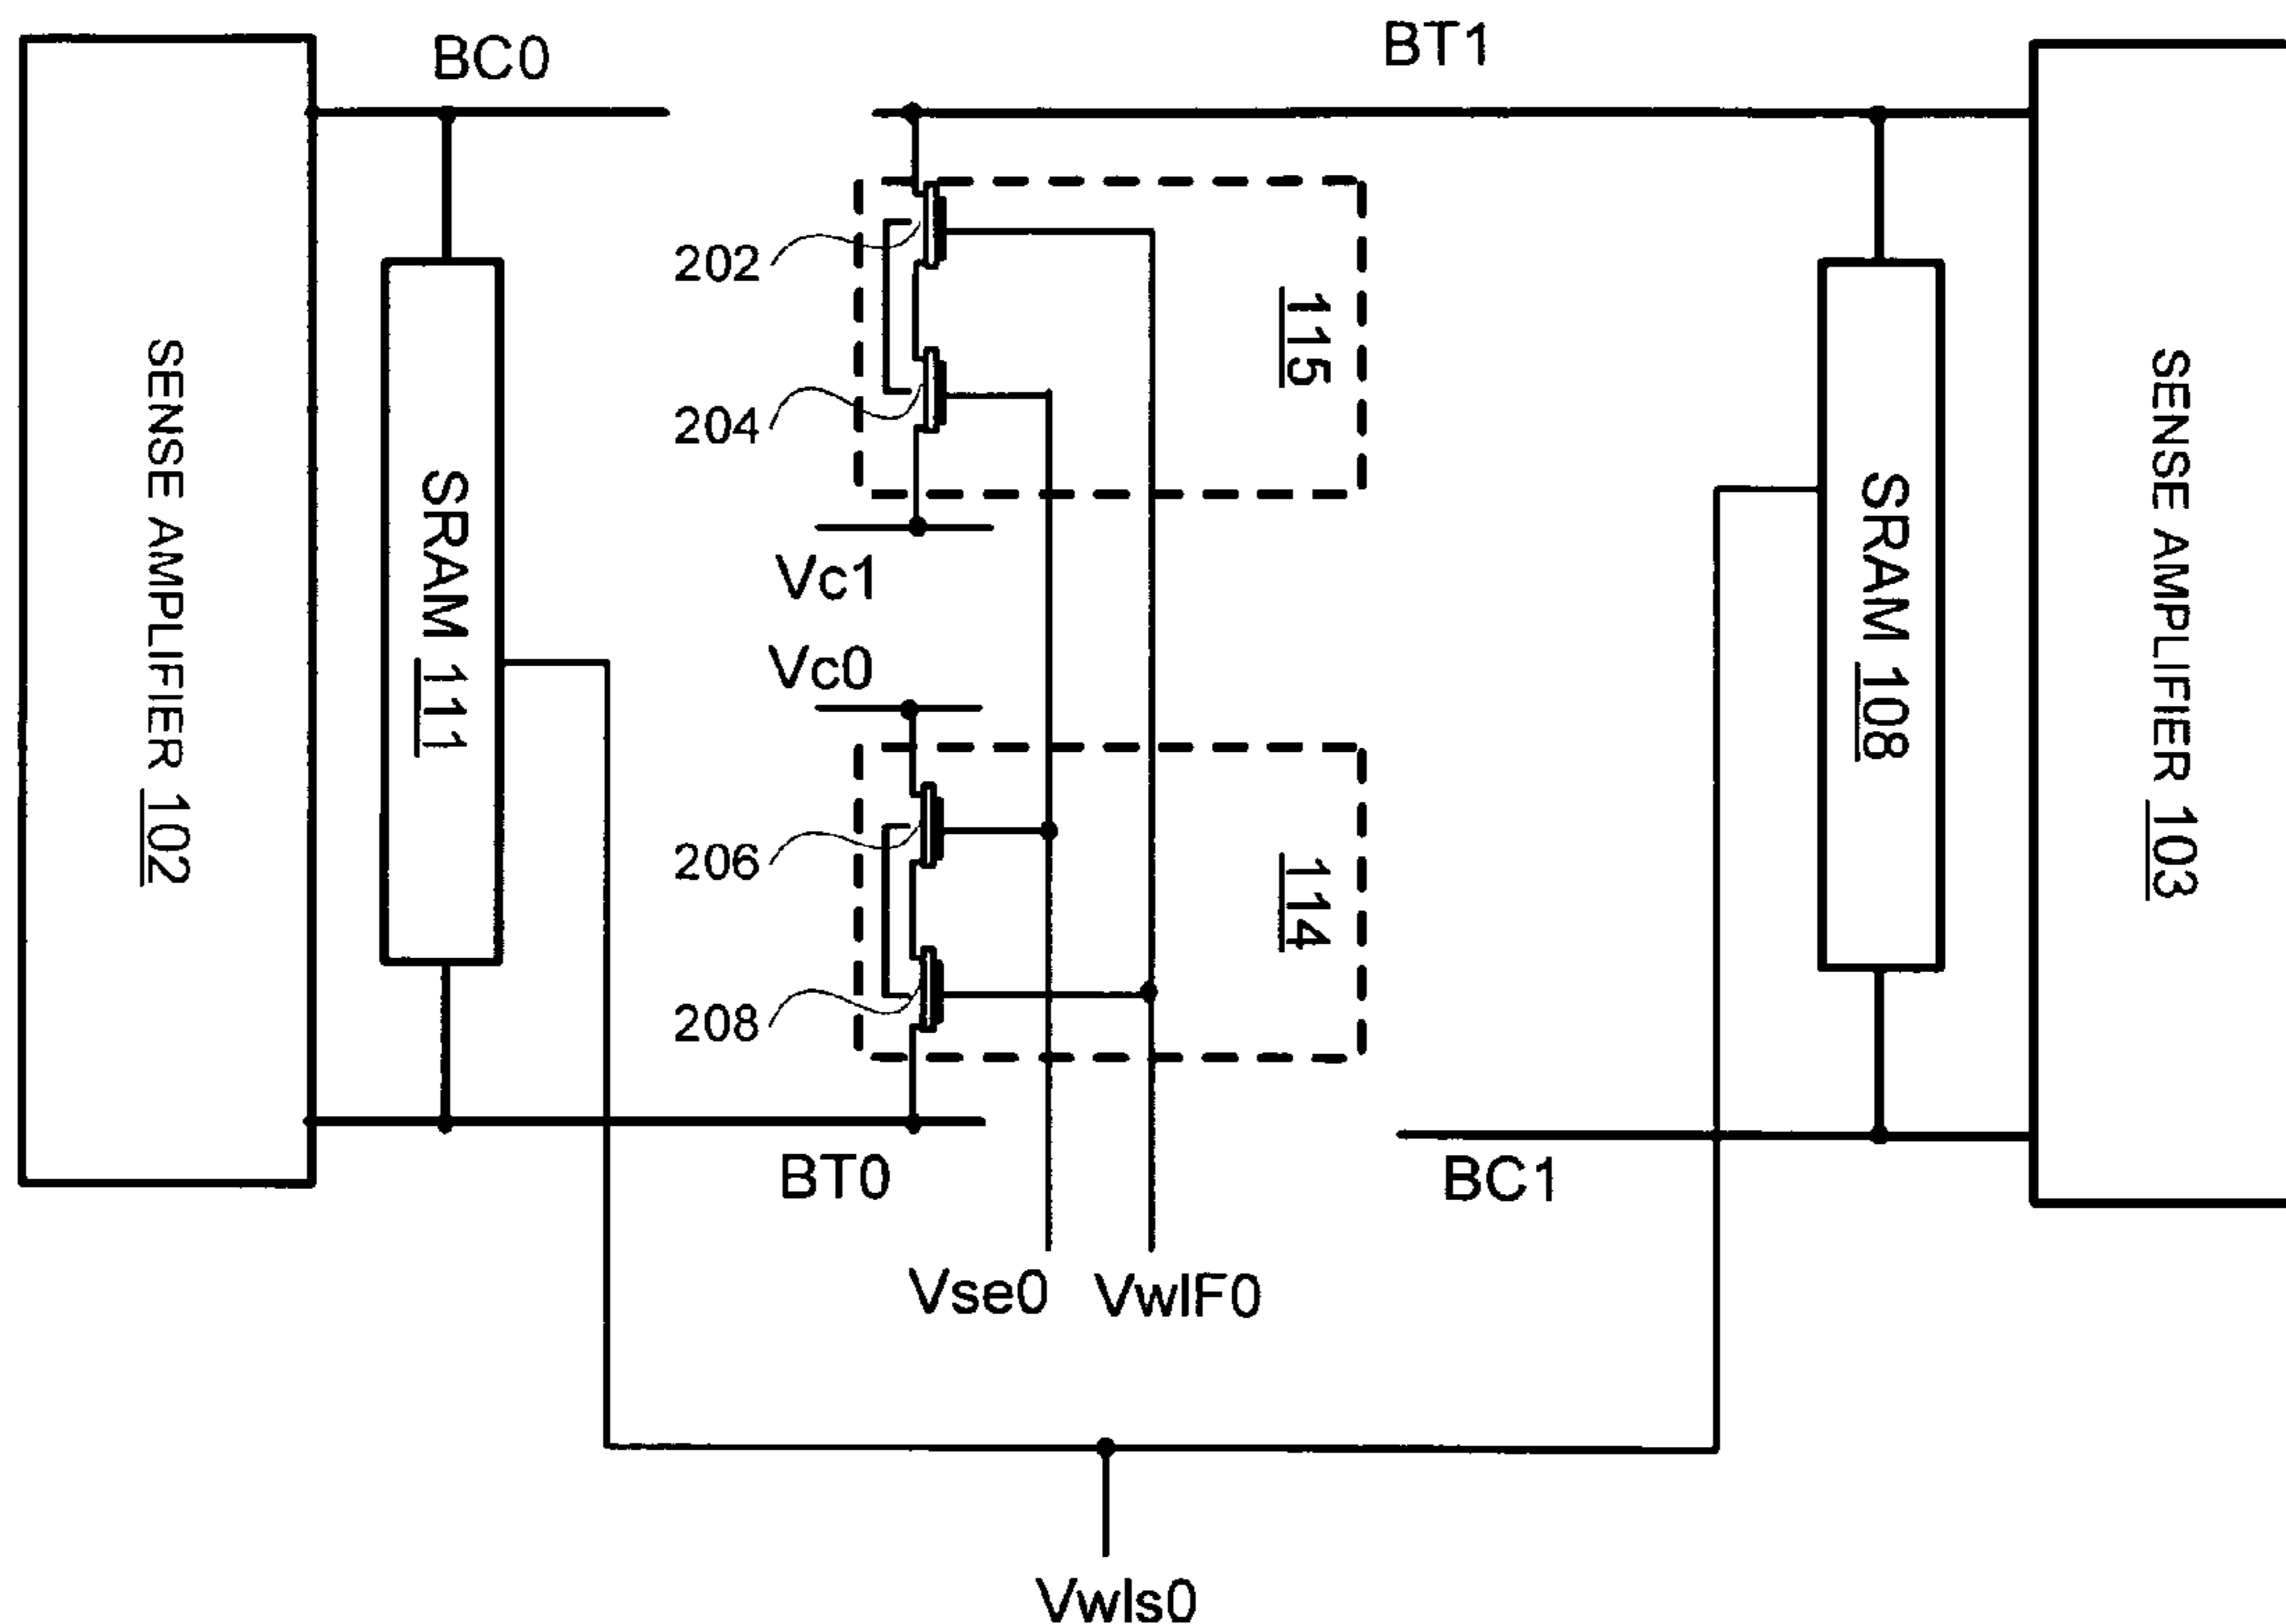 BC0
BT1
202
115
204
Vc1
SENSE AMPLIFIER 102
SRAM 111
SRAM 108
SENSE AMPLIFIER 103
Vc0
206
114
208
BT0
BC1
Vse0
VwlF0
Vwls0